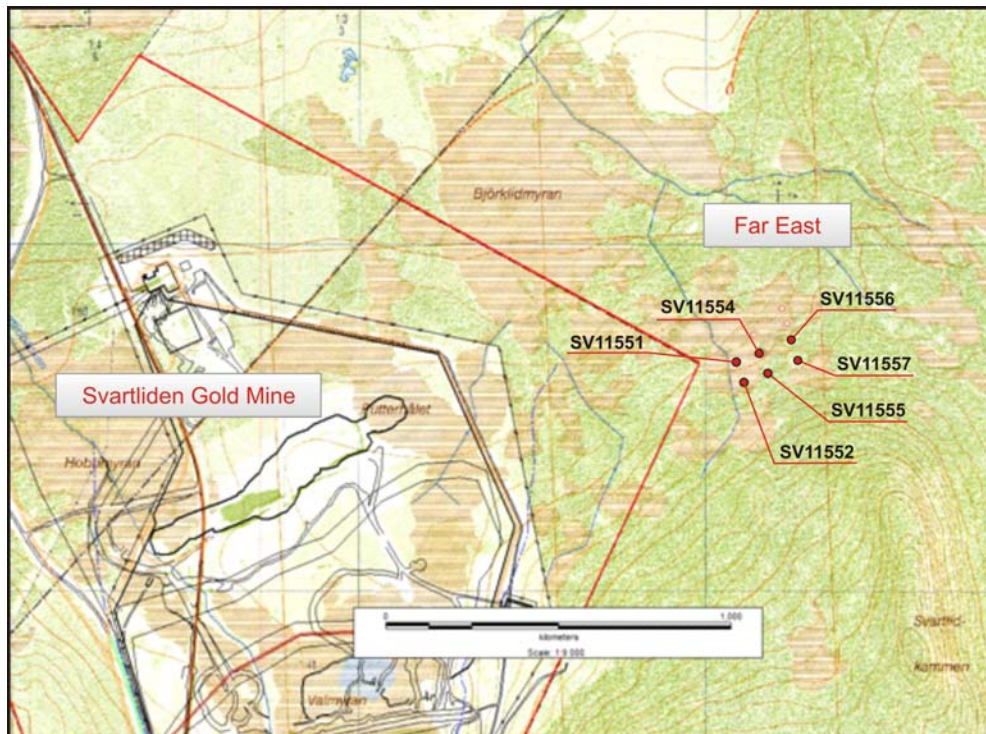 Björklidmyran
Far East
SV11556
SV11554
SV11551
SV11557
Svartliden Gold Mine
SV11555
SV11552
0
1,000
kilometers
Scale: 1:9 000
Svartlid-
kammen
Valmyran